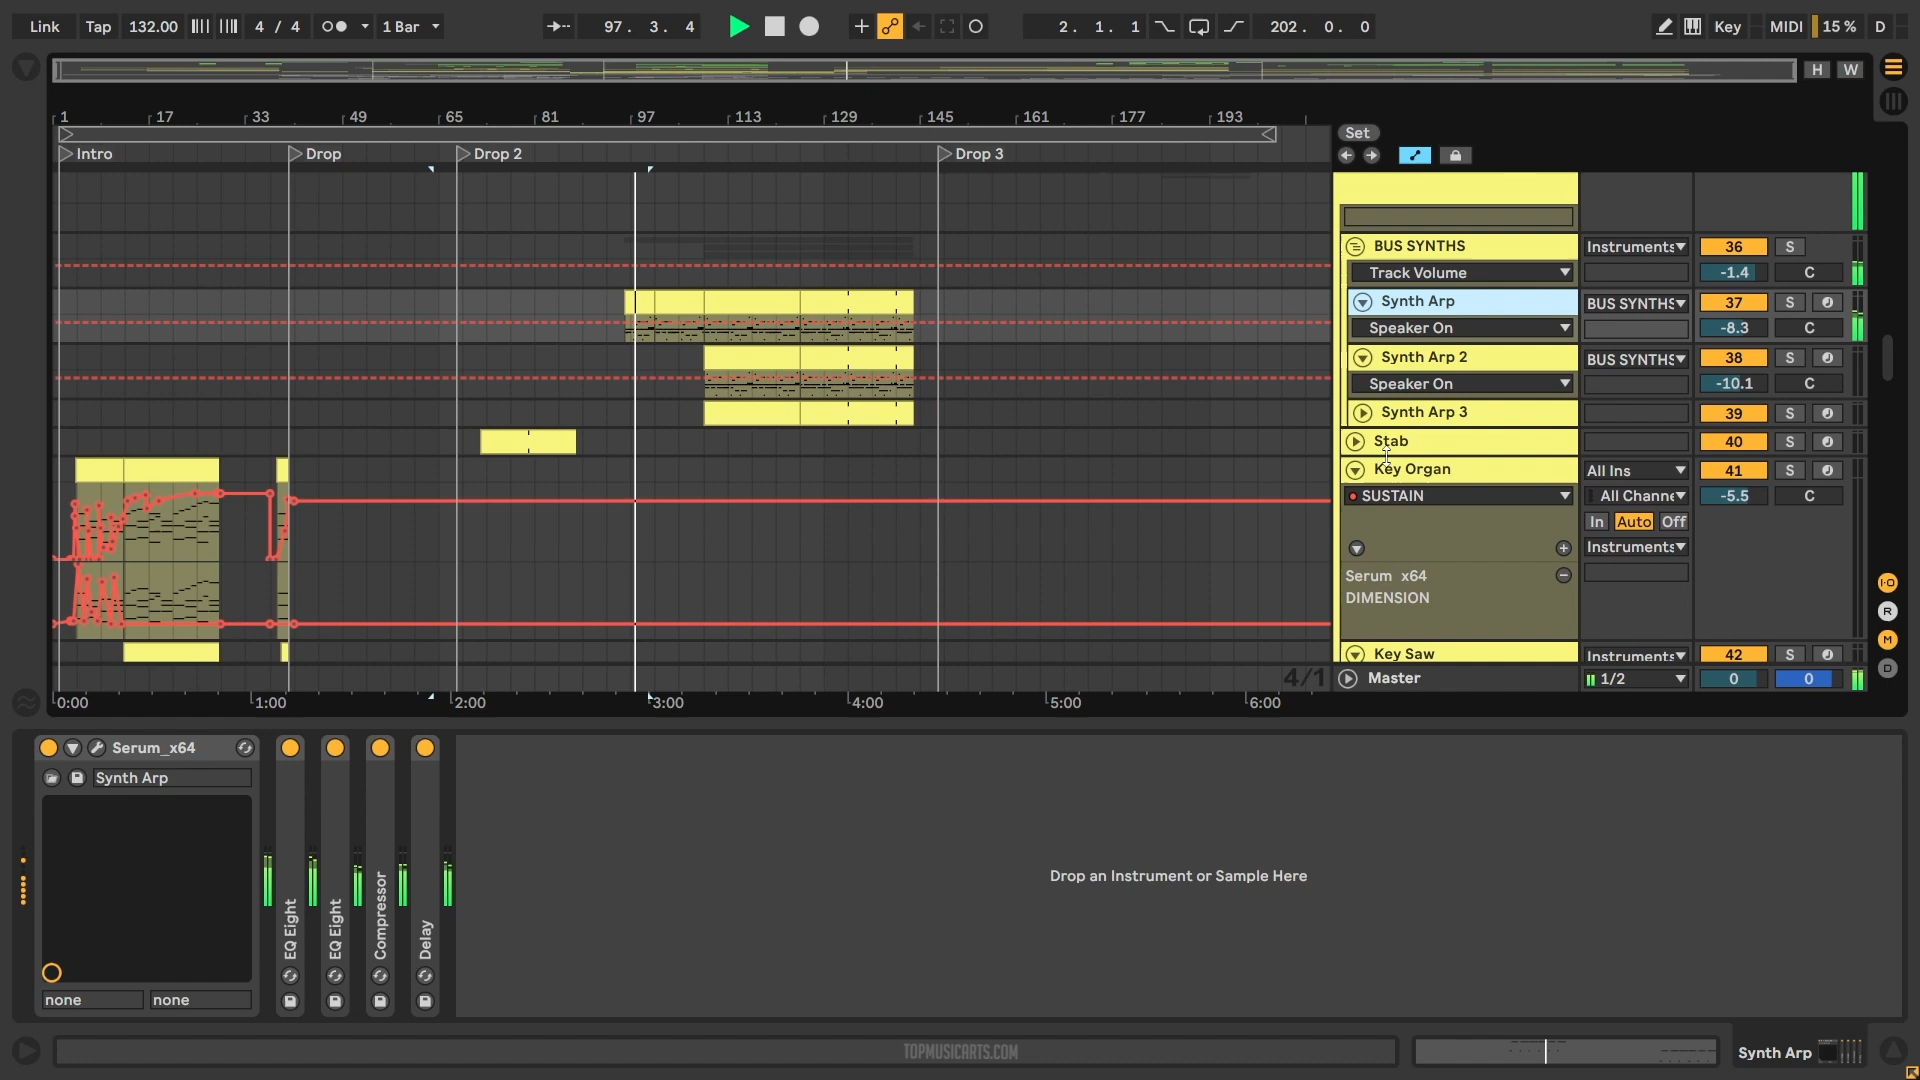 Link Tap 132.00 4 / 4 1 Bar 97. 3. 4 2. 1. 1 202. 0. 0 Key MIDI 15 % D
H W
1 17 33 49 65 81 97 113 129 145 161 177 193
Set
Intro Drop Drop 2 Drop 3
BUS SYNTHS Instruments 36 S
Track Volume -1.4 C
Synth Arp BUS SYNTHS 37 S
Speaker On -8.3 C
Synth Arp 2 BUS SYNTHS 38 S
Speaker On -10.1 C
Synth Arp 3 39 S
Stab 40 S
Key Organ All Ins 41 S
SUSTAIN All Channe -5.5 C
In Auto Off
Instruments
Serum_x64
DIMENSION
I·O
R
M
D
Key Saw Instruments 42 S
4/1 Master 1/2 0 0
0:00 1:00 2:00 3:00 4:00 5:00 6:00
Serum_x64
Synth Arp
EQ Eight
EQ Eight
Compressor
Delay
Drop an Instrument or Sample Here
none none
TOPMUSICARTS.COM
Synth Arp